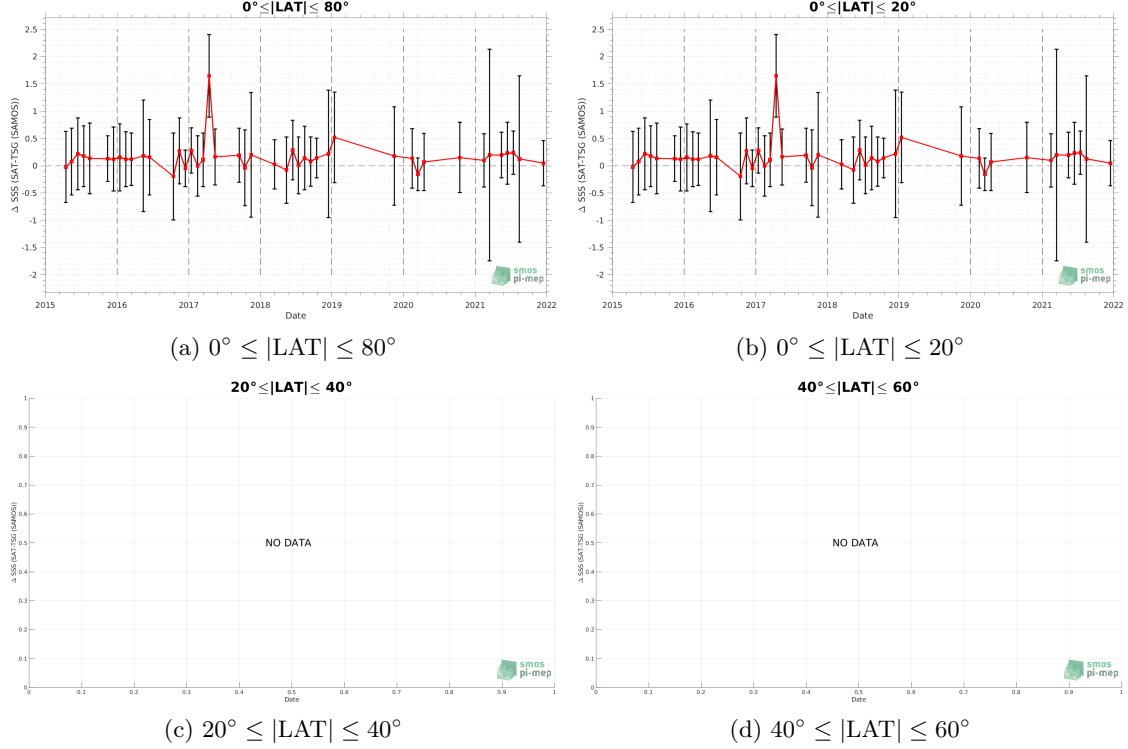 0°≤|LAT|≤ 80°
Δ SSS (SAT-TSG (SAMOS))
2.5
2
1.5
1
0.5
0
-0.5
-1
-1.5
-2
2015 2016 2017 2018 2019 2020 2021 2022
Date
smos
pi-mep
(a) 0° ≤ |LAT| ≤ 80°
0°≤|LAT|≤ 20°
Δ SSS (SAT-TSG (SAMOS))
2.5
2
1.5
1
0.5
0
-0.5
-1
-1.5
-2
2015 2016 2017 2018 2019 2020 2021 2022
Date
smos
pi-mep
(b) 0° ≤ |LAT| ≤ 20°
20°≤|LAT|≤ 40°
Δ SSS (SAT-TSG (SAMOS))
1
0.9
0.8
0.7
0.6
0.5
0.4
0.3
0.2
0.1
0
NO DATA
0 0.1 0.2 0.3 0.4 0.5 0.6 0.7 0.8 0.9 1
Date
smos
pi-mep
(c) 20° ≤ |LAT| ≤ 40°
40°≤|LAT|≤ 60°
Δ SSS (SAT-TSG (SAMOS))
1
0.9
0.8
0.7
0.6
0.5
0.4
0.3
0.2
0.1
0
NO DATA
0 0.1 0.2 0.3 0.4 0.5 0.6 0.7 0.8 0.9 1
Date
smos
pi-mep
(d) 40° ≤ |LAT| ≤ 60°